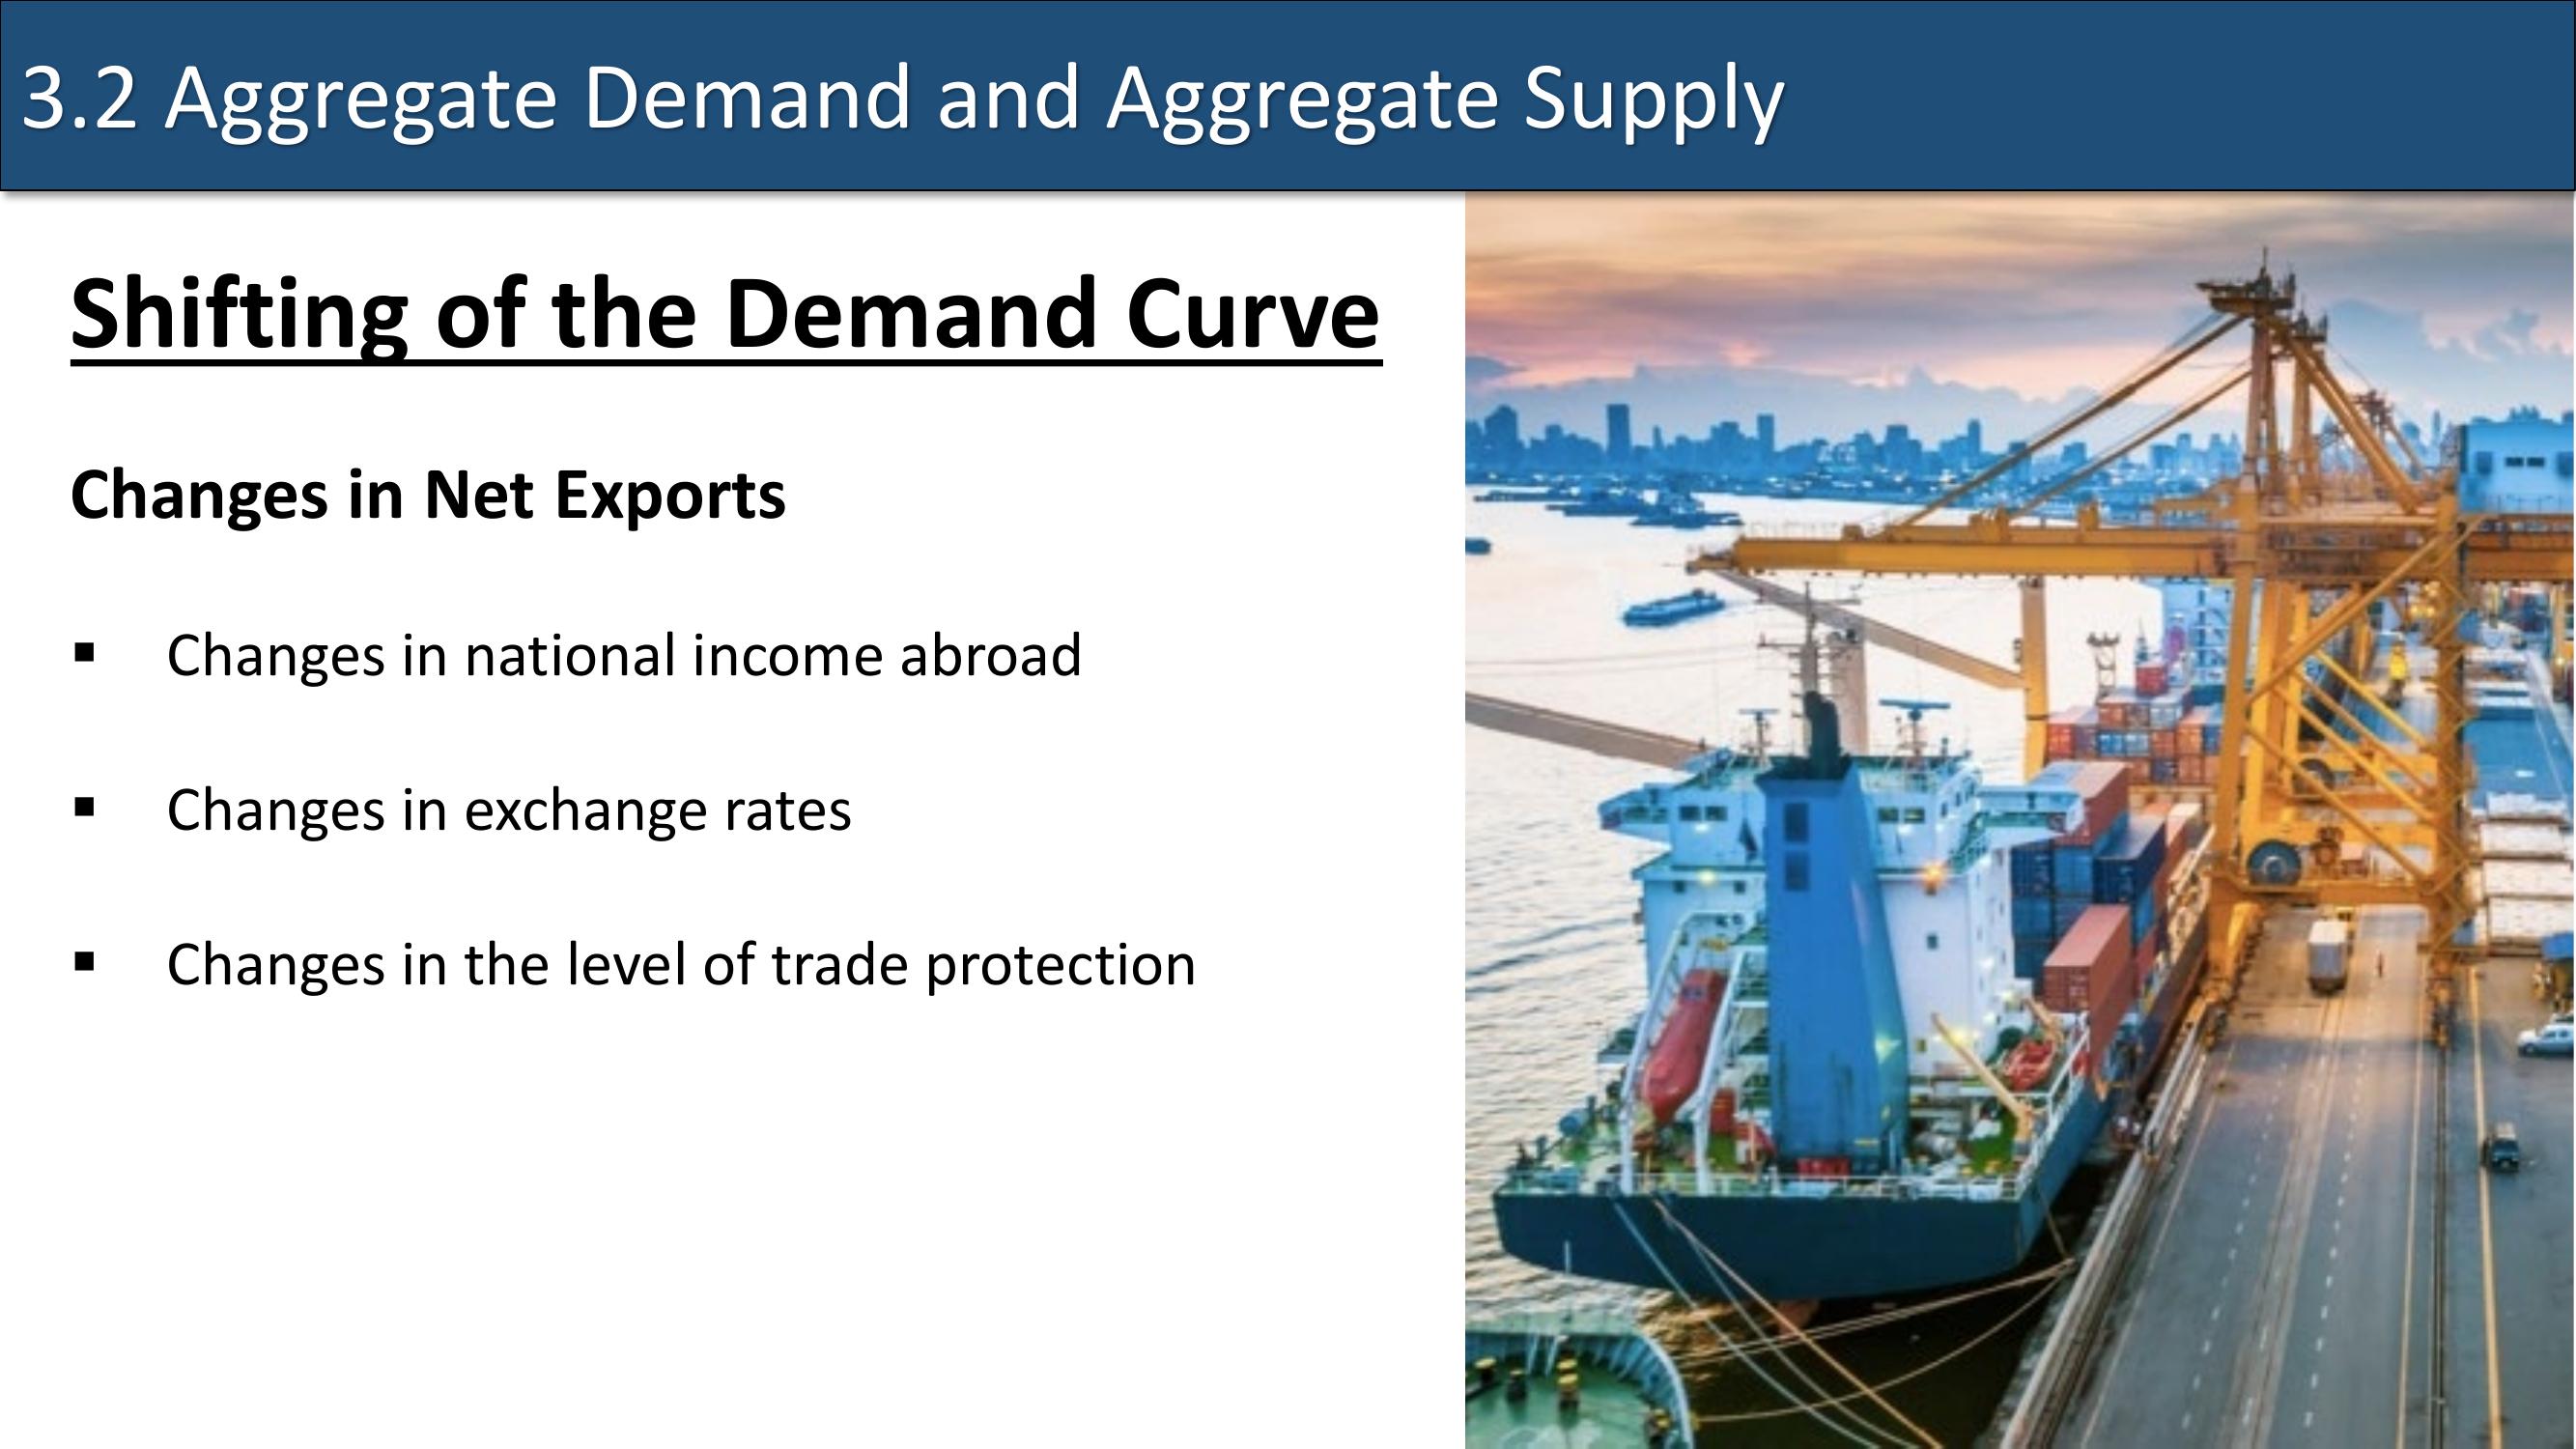 3.2 Aggregate Demand and Aggregate Supply
Shifting of the Demand Curve
Changes in Net Exports
▪ Changes in national income abroad
▪ Changes in exchange rates
▪ Changes in the level of trade protection